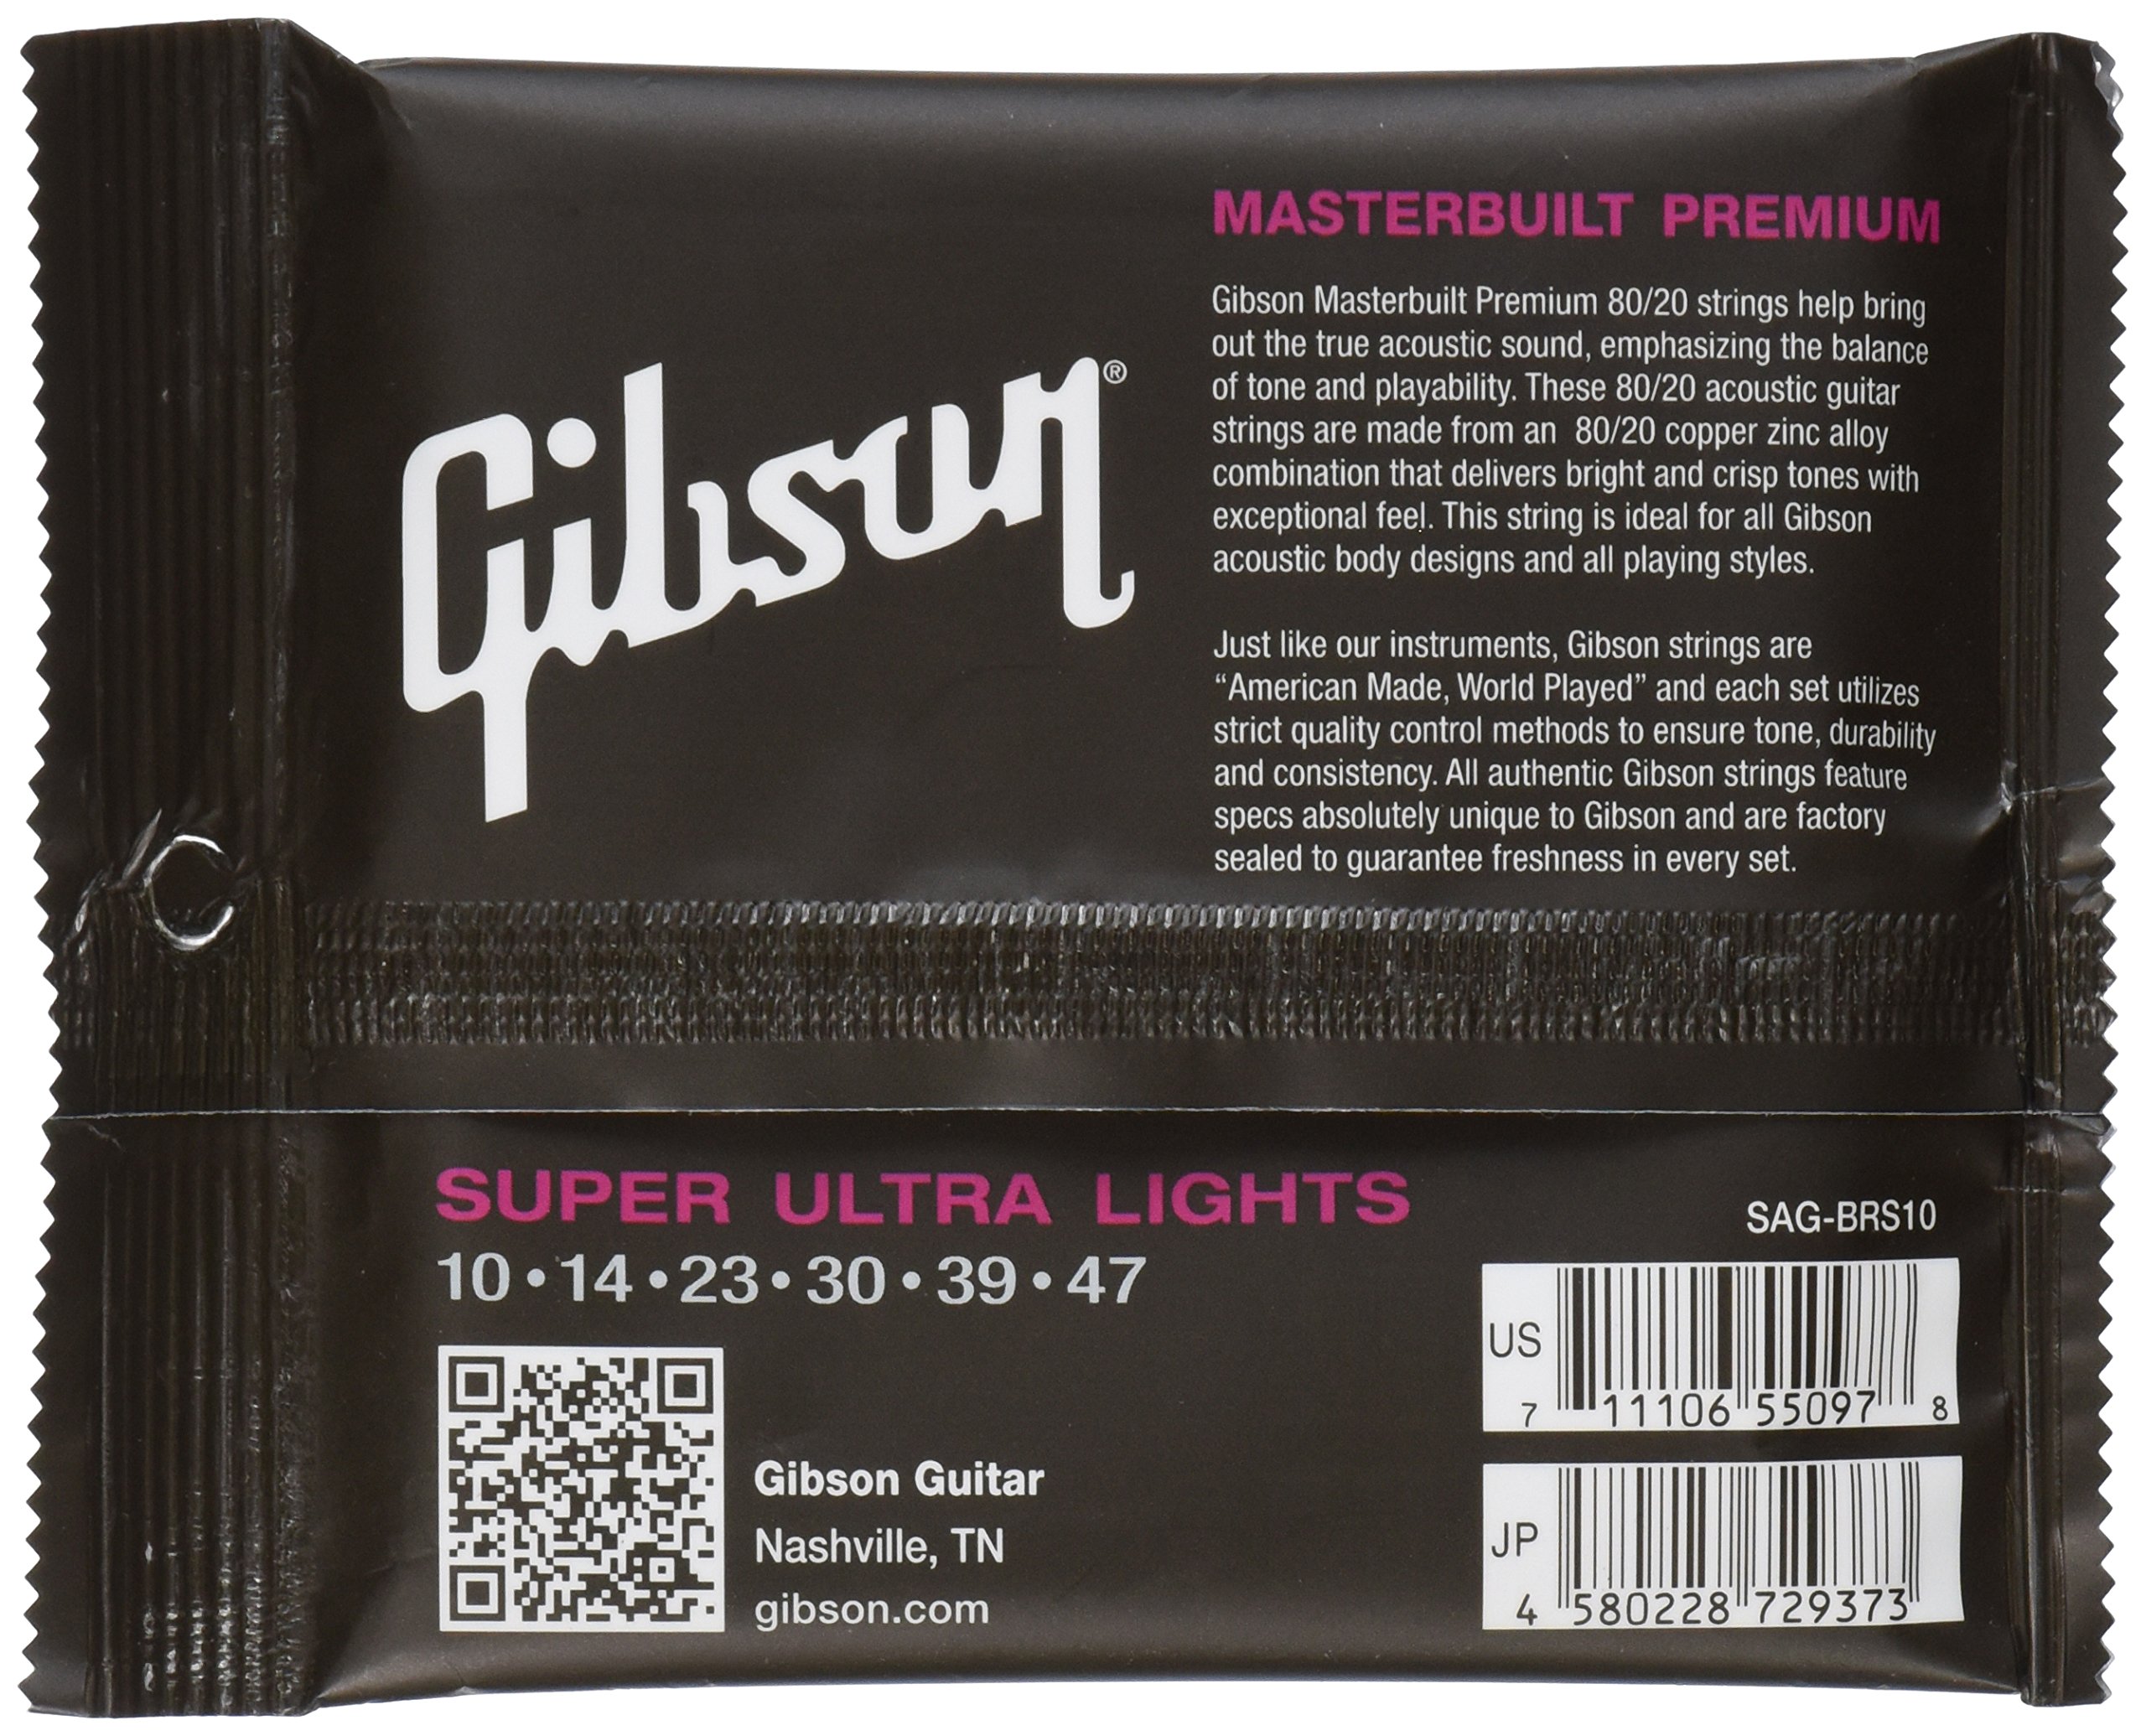 Gibson®
MASTERBUILT PREMIUM
Gibson Masterbuilt Premium 80/20 strings help bring
out the true acoustic sound, emphasizing the balance
of tone and playability. These 80/20 acoustic guitar
strings are made from an 80/20 copper zinc alloy
combination that delivers bright and crisp tones with
exceptional feel. This string is ideal for all Gibson
acoustic body designs and all playing styles.
Just like our instruments, Gibson strings are
“American Made, World Played” and each set utilizes
strict quality control methods to ensure tone, durability
and consistency. All authentic Gibson strings feature
specs absolutely unique to Gibson and are factory
sealed to guarantee freshness in every set.
SUPER ULTRA LIGHTS
10•14•23•30•39•47
Gibson Guitar
Nashville, TN
gibson.com
SAG-BRS10
US
7 11106 55097 8
JP
4 580228 729373